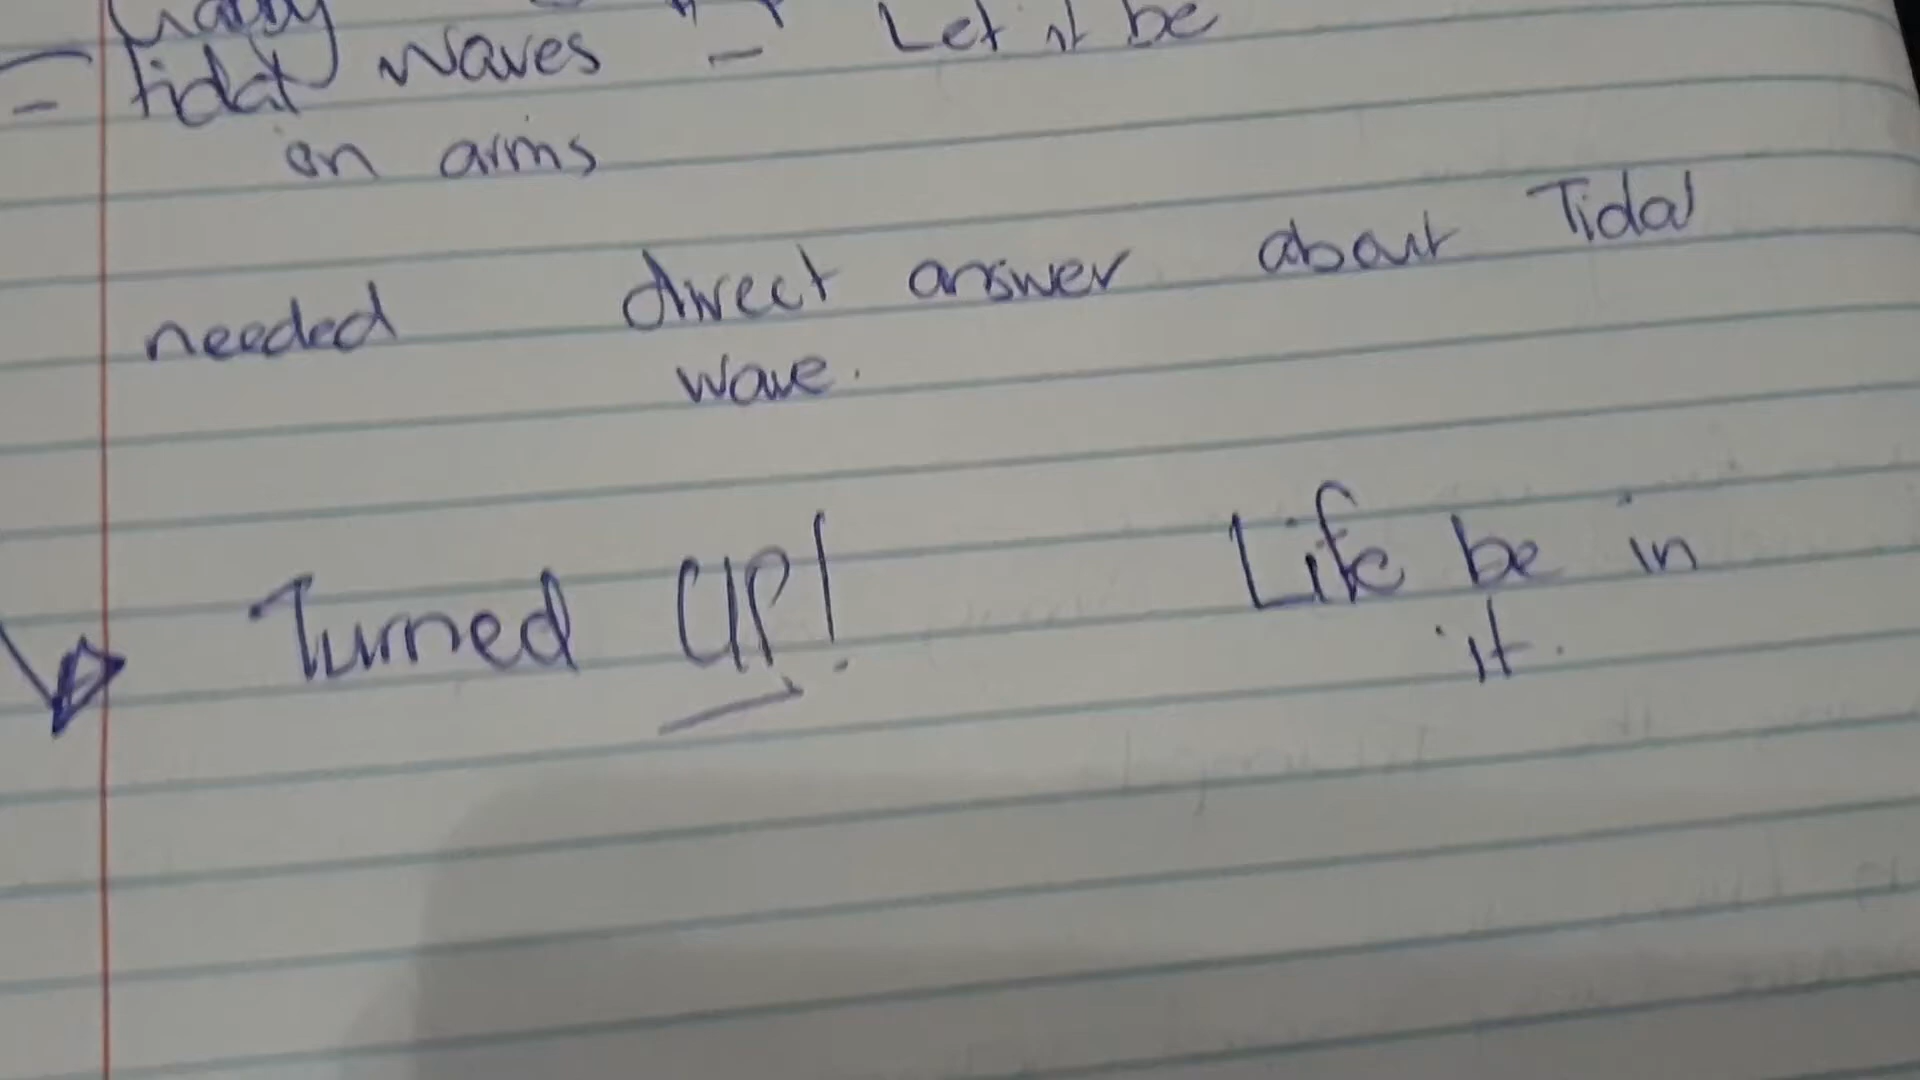 - tidal waves - Let it be
on arms
needed direct answer about Tidal
wave.
Turned UP! Life be in
it.